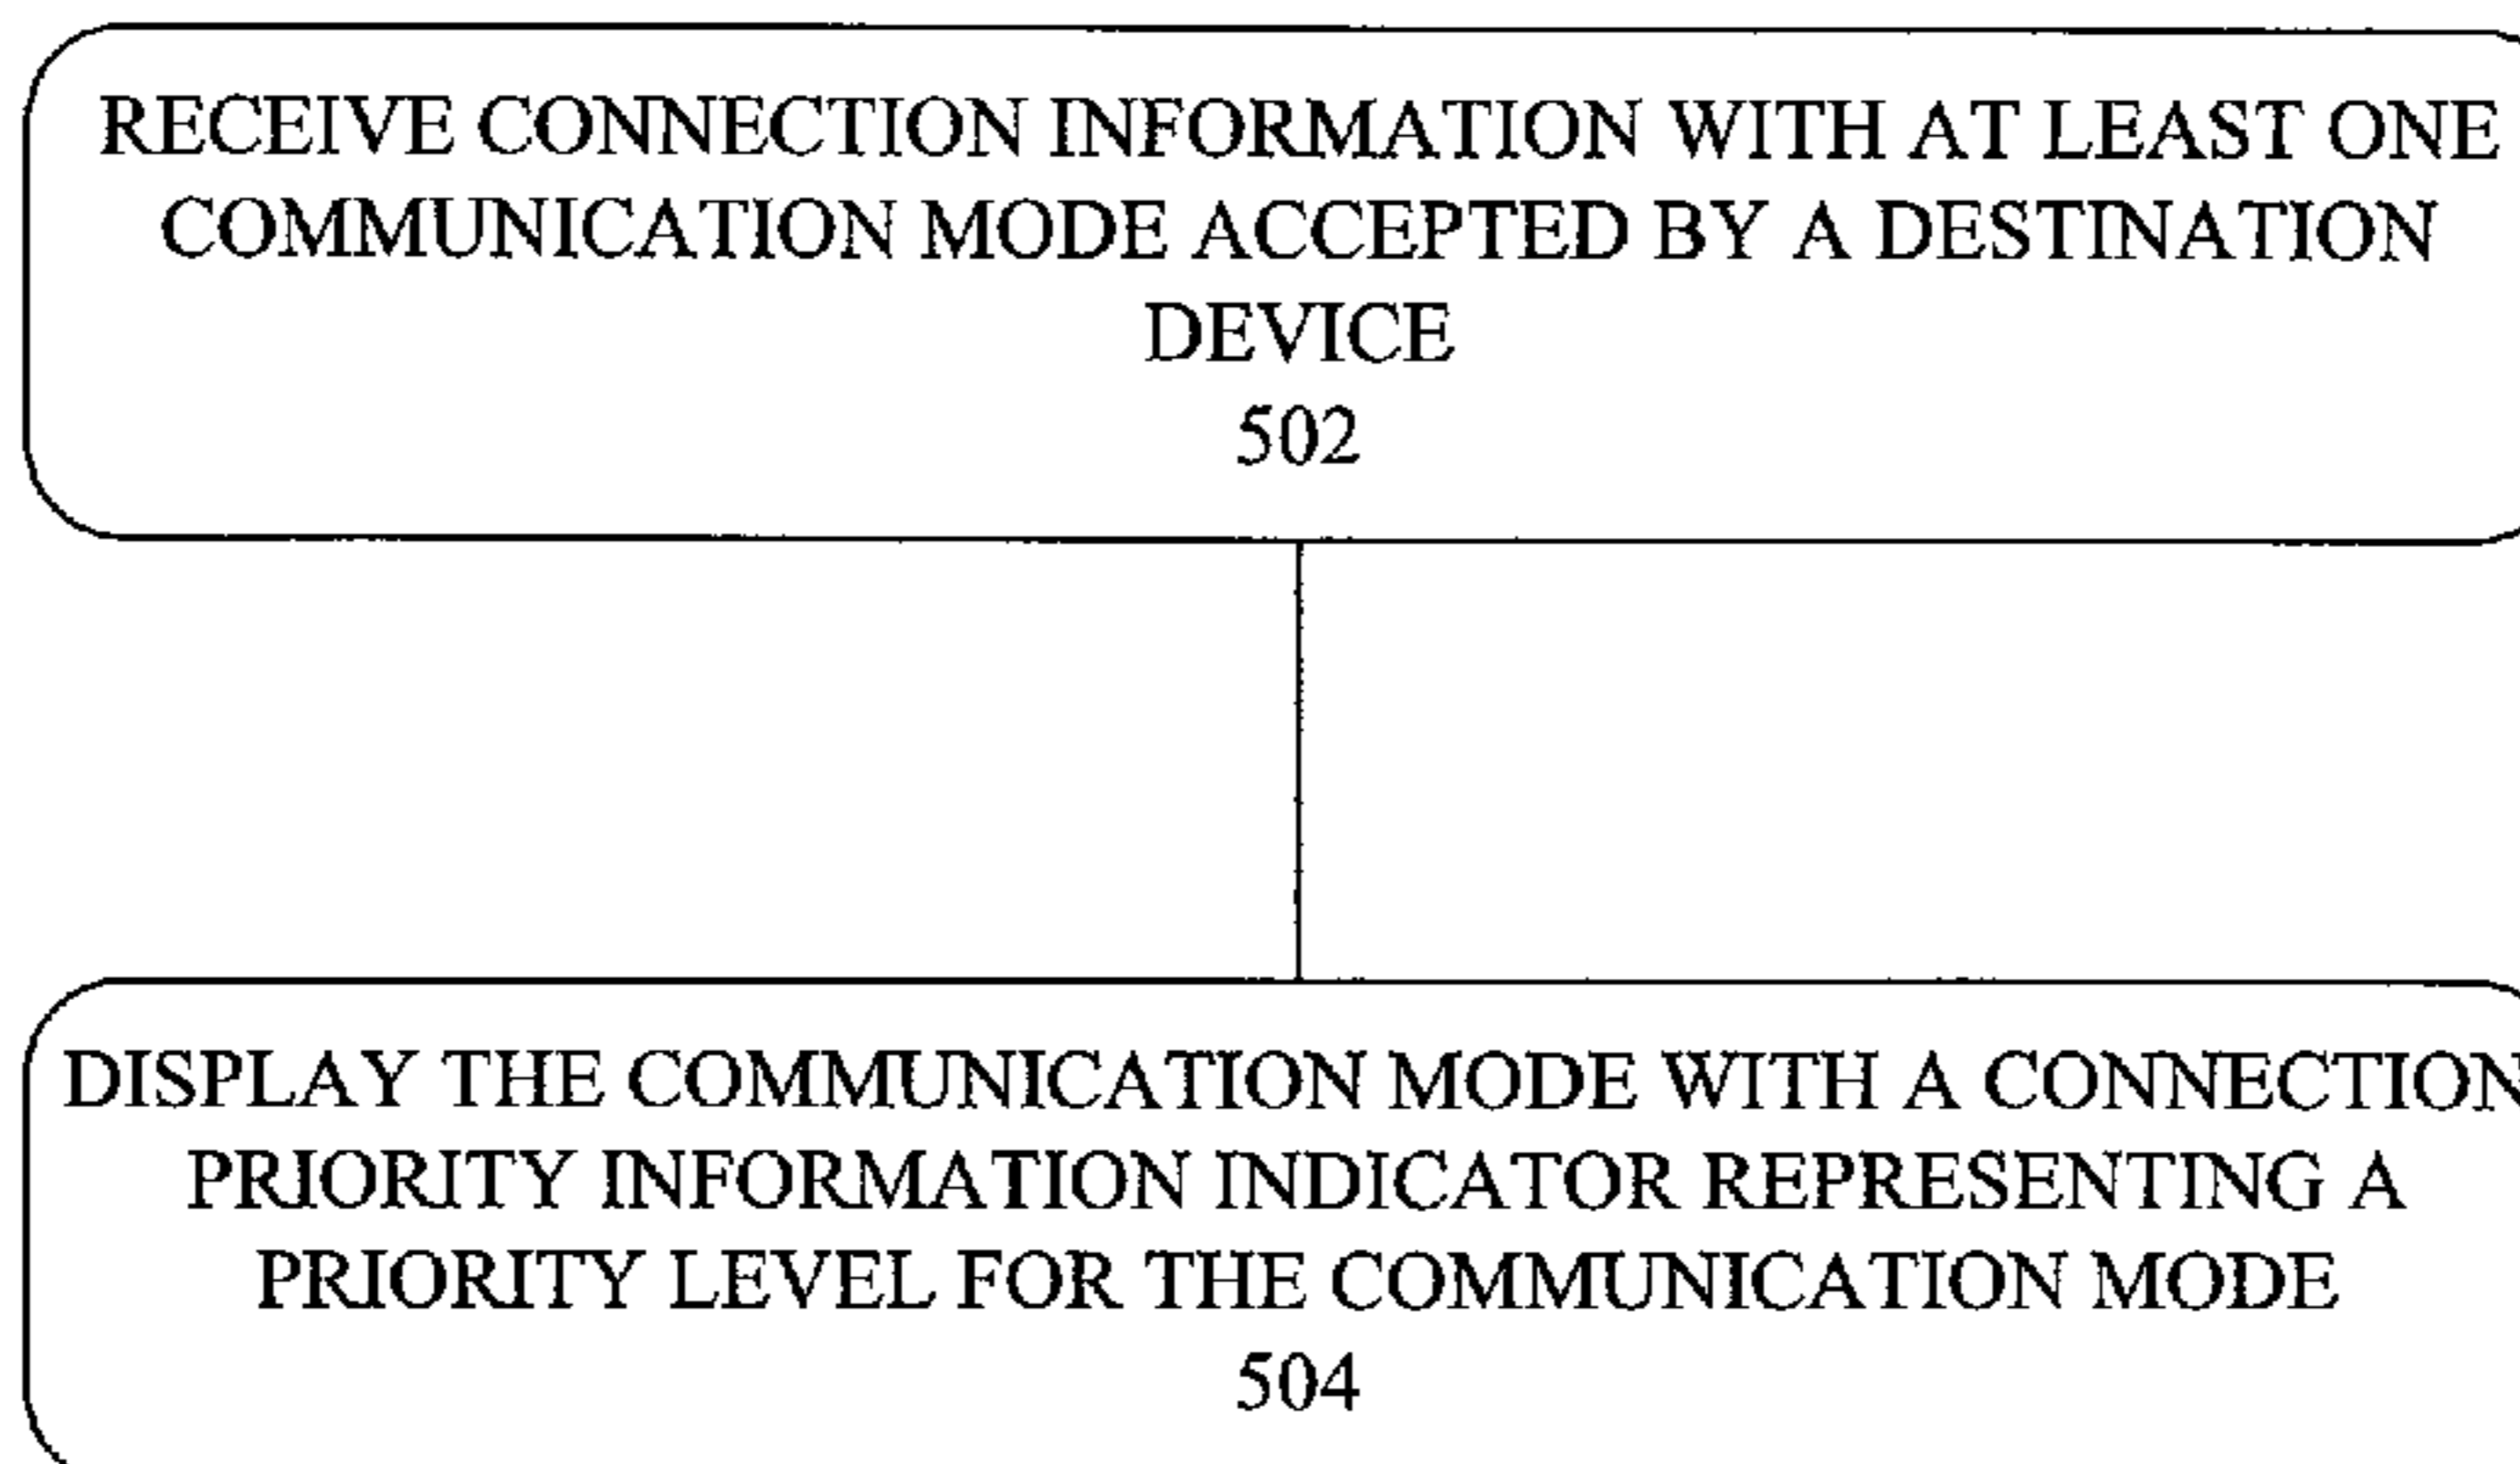 RECEIVE CONNECTION INFORMATION WITH AT LEAST ONE
COMMUNICATION MODE ACCEPTED BY A DESTINATION
DEVICE
502
DISPLAY THE COMMUNICATION MODE WITH A CONNECTION
PRIORITY INFORMATION INDICATOR REPRESENTING A
PRIORITY LEVEL FOR THE COMMUNICATION MODE
504